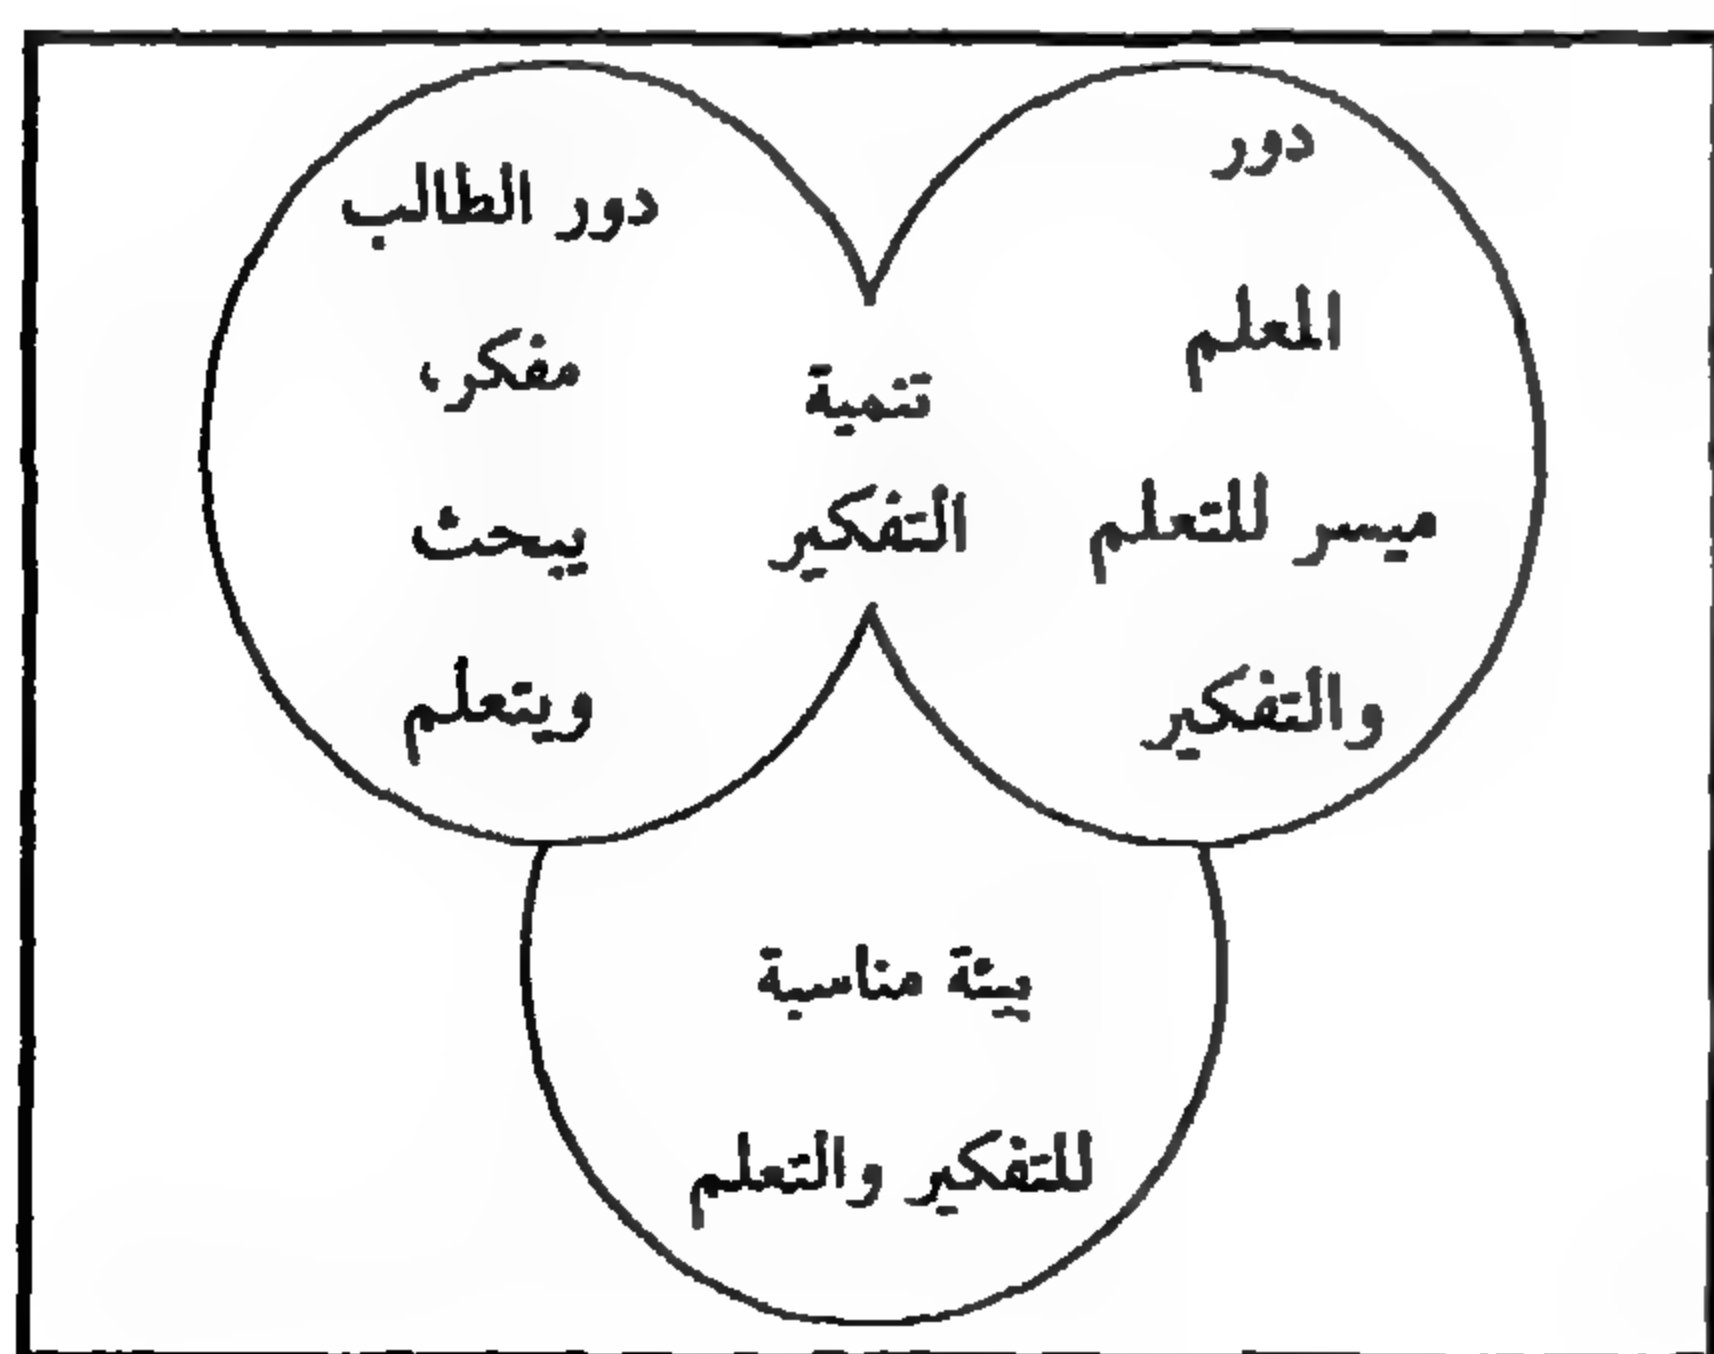 دور
المعلم
ميسر للتعلم
والتفكير
تنمية
التفكير
دور الطالب
مفكر،
يبحث
ويتعلم
بيئة مناسبة
للتفكير والتعلم